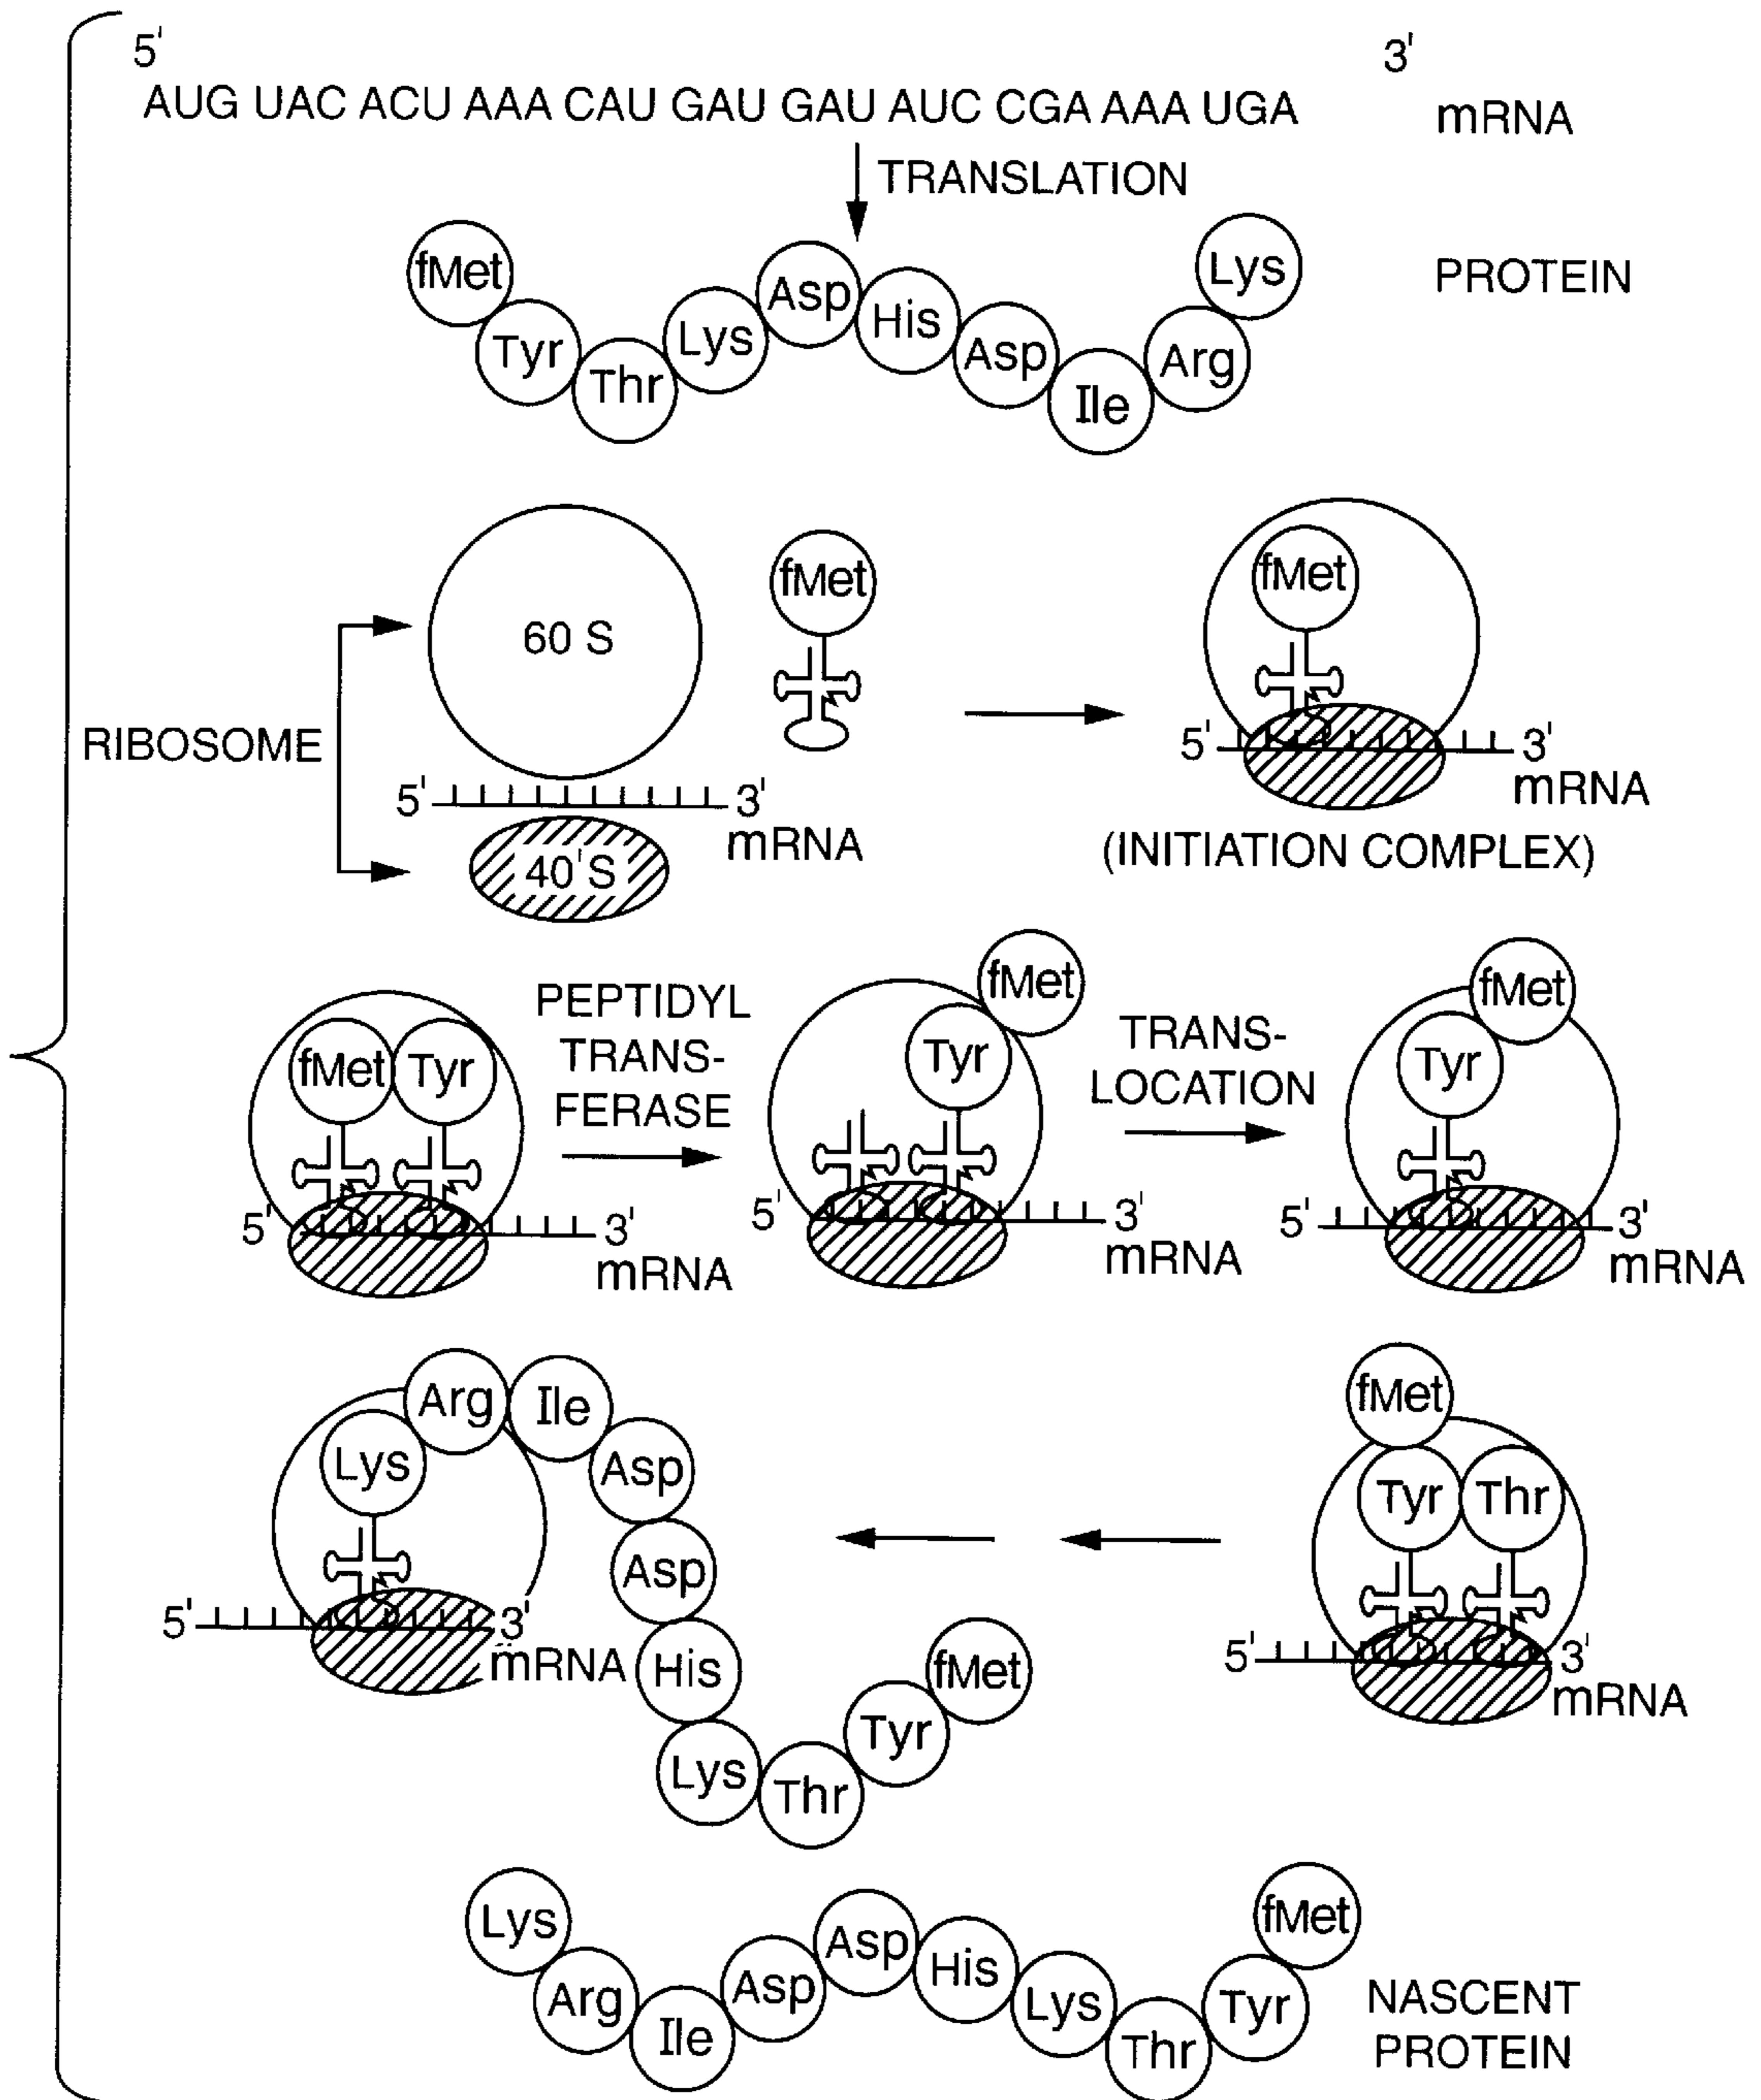 5' 3'
AUG UAC ACU AAA CAU GAU GAU AUC CGA AAA UGA mRNA
TRANSLATION
fMet Tyr Thr Lys Asp His Asp Ile Arg Lys PROTEIN
RIBOSOME
60 S
5' 3'
mRNA
40'S
fMet
fMet
5' 3'
mRNA
(INITIATION COMPLEX)
fMet Tyr
5' 3'
mRNA
PEPTIDYL
TRANS-
FERASE
fMet
Tyr
5' 3'
mRNA
TRANS-
LOCATION
fMet
Tyr
5' 3'
mRNA
fMet
Tyr Thr
5' 3'
mRNA
Lys Arg Ile Asp Asp His Lys Thr Tyr fMet
5' 3'
mRNA
Lys Arg Ile Asp Asp His Lys Thr Tyr fMet
NASCENT
PROTEIN